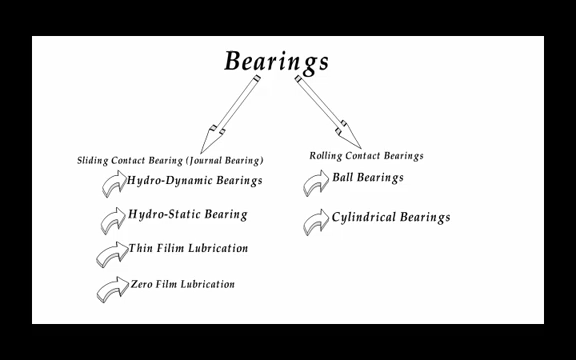 Bearings
Sliding Contact Bearing (Journal Bearing)
Hydro-Dynamic Bearings
Hydro-Static Bearing
Thin Filim Lubrication
Zero Film Lubrication
Rolling Contact Bearings
Ball Bearings
Cylindrical Bearings